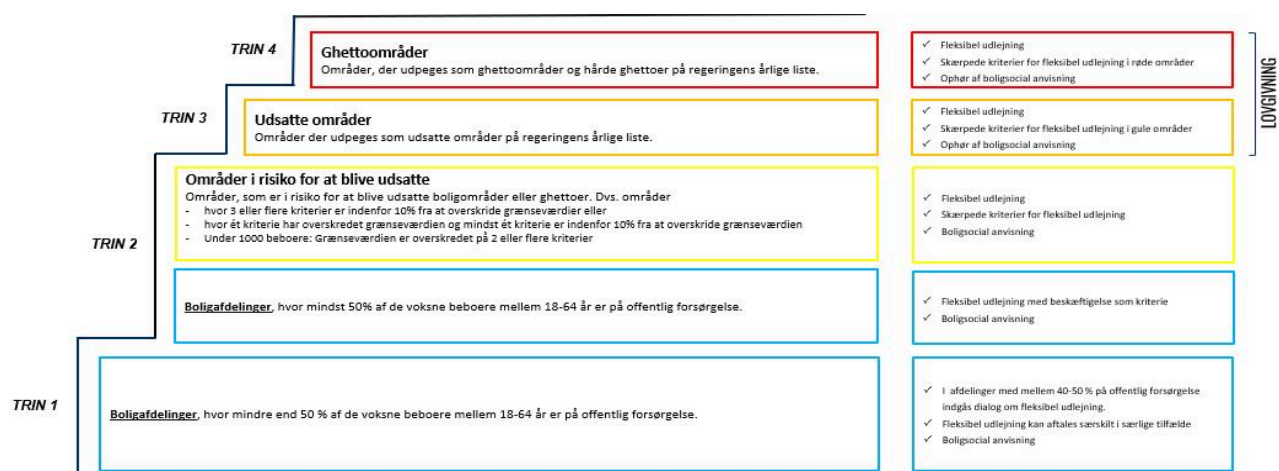 TRIN 4
Ghettoområder
Områder, der udpeges som ghettoområder og hårde ghettoer på regeringens årlige liste.
✓ Fleksibel udlejning
✓ Skærpede kriterier for fleksibel udlejning i røde områder
✓ Ophør af boligsocial anvisning
LOVGIVNING
TRIN 3
Udsatte områder
Områder der udpeges som udsatte områder på regeringens årlige liste.
✓ Fleksibel udlejning
✓ Skærpede kriterier for fleksibel udlejning i gule områder
✓ Ophør af boligsocial anvisning
TRIN 2
Områder i risiko for at blive udsatte
Områder, som er i risiko for at blive udsatte boligområder eller ghettoer. Dvs. områder
- hvor 3 eller flere kriterier er indenfor 10% fra at overskride grænseværdier eller
- hvor ét kriterie har overskredet grænseværdien og mindst ét kriterie er indenfor 10% fra at overskride grænseværdien
- Under 1000 beboere: Grænseværdien er overskredet på 2 eller flere kriterier
✓ Fleksibel udlejning
✓ Skærpede kriterier for fleksibel udlejning
✓ Boligsocial anvisning
Boligafdelinger, hvor mindst 50% af de voksne beboere mellem 18-64 år er på offentlig forsørgelse.
✓ Fleksibel udlejning med beskæftigelse som kriterie
✓ Boligsocial anvisning
TRIN 1
Boligafdelinger, hvor mindre end 50 % af de voksne beboere mellem 18-64 år er på offentlig forsørgelse.
✓ I afdelinger med mellem 40-50 % på offentlig forsørgelse
indgås dialog om fleksibel udlejning.
✓ Fleksibel udlejning kan aftales særskilt i særlige tilfælde
✓ Boligsocial anvisning